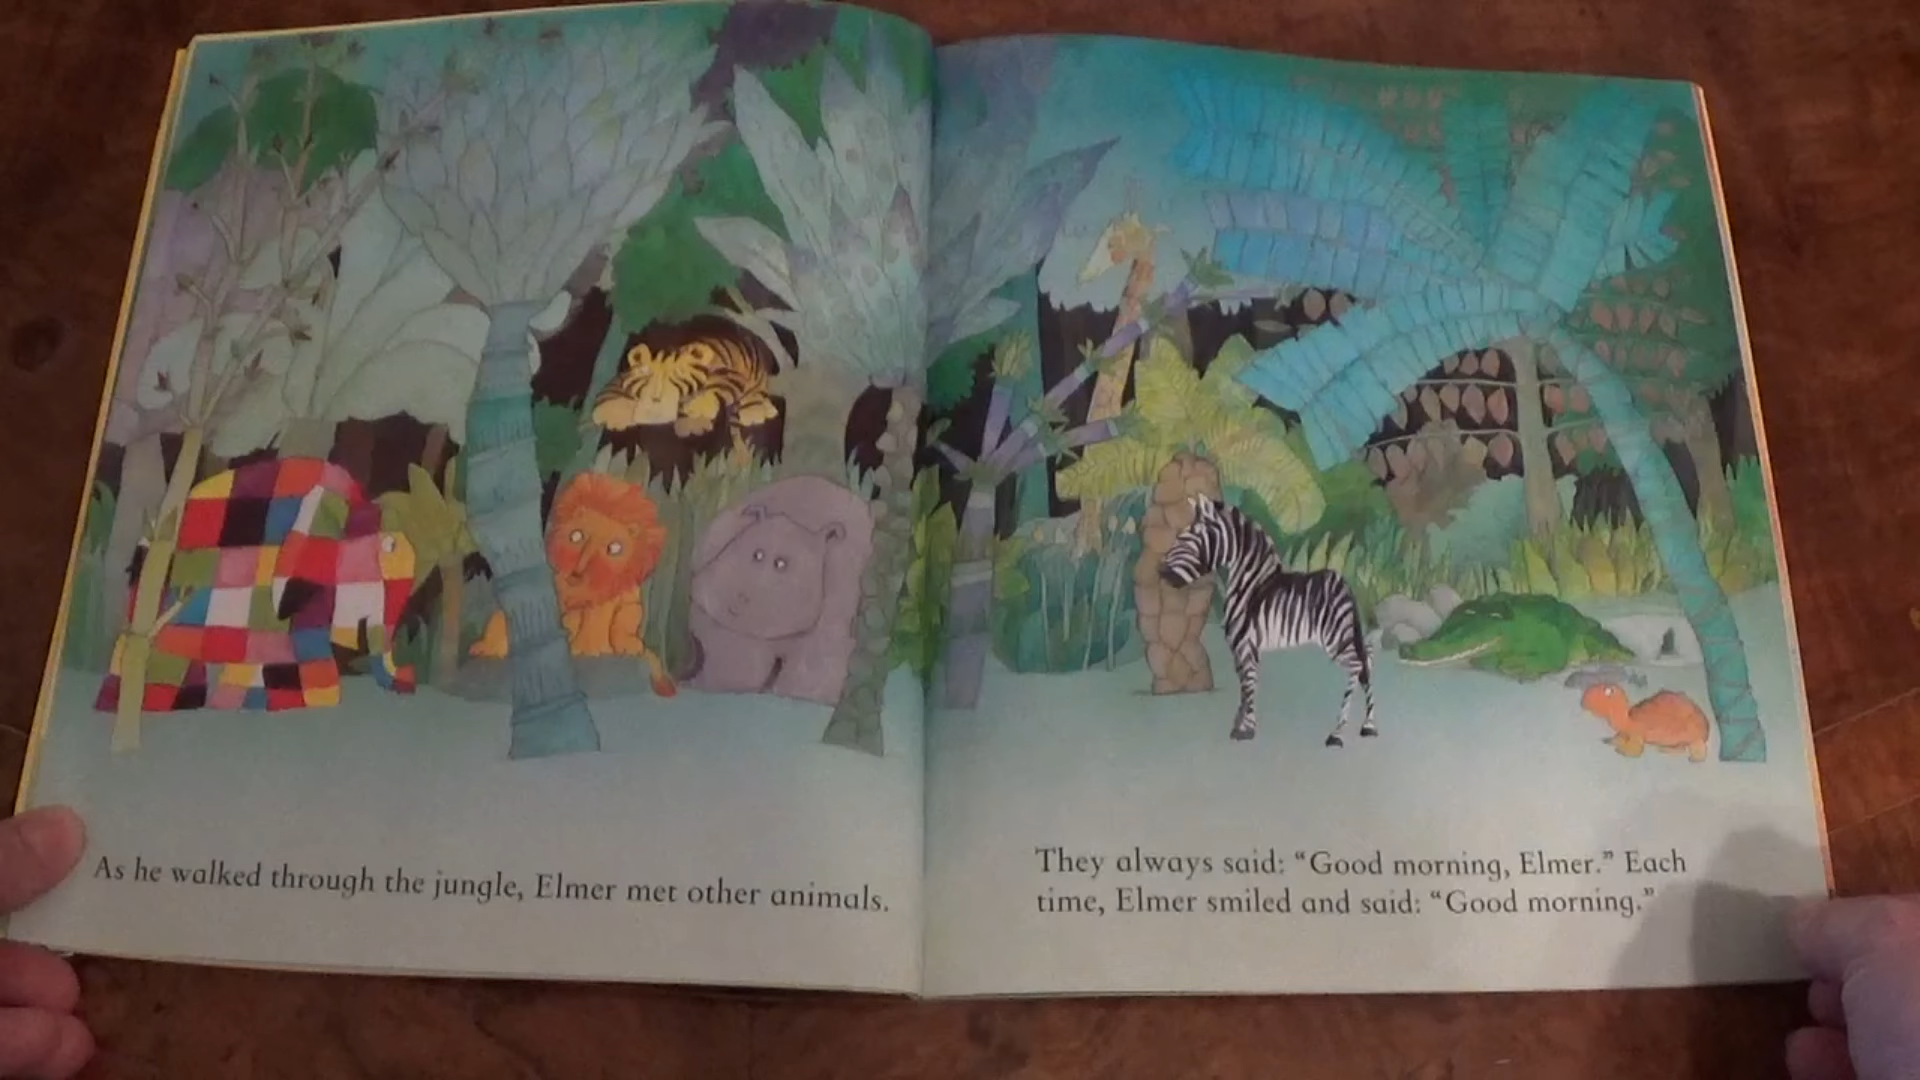 As he walked through the jungle, Elmer met other animals.
They always said: “Good morning, Elmer.” Each
time, Elmer smiled and said: “Good morning.”